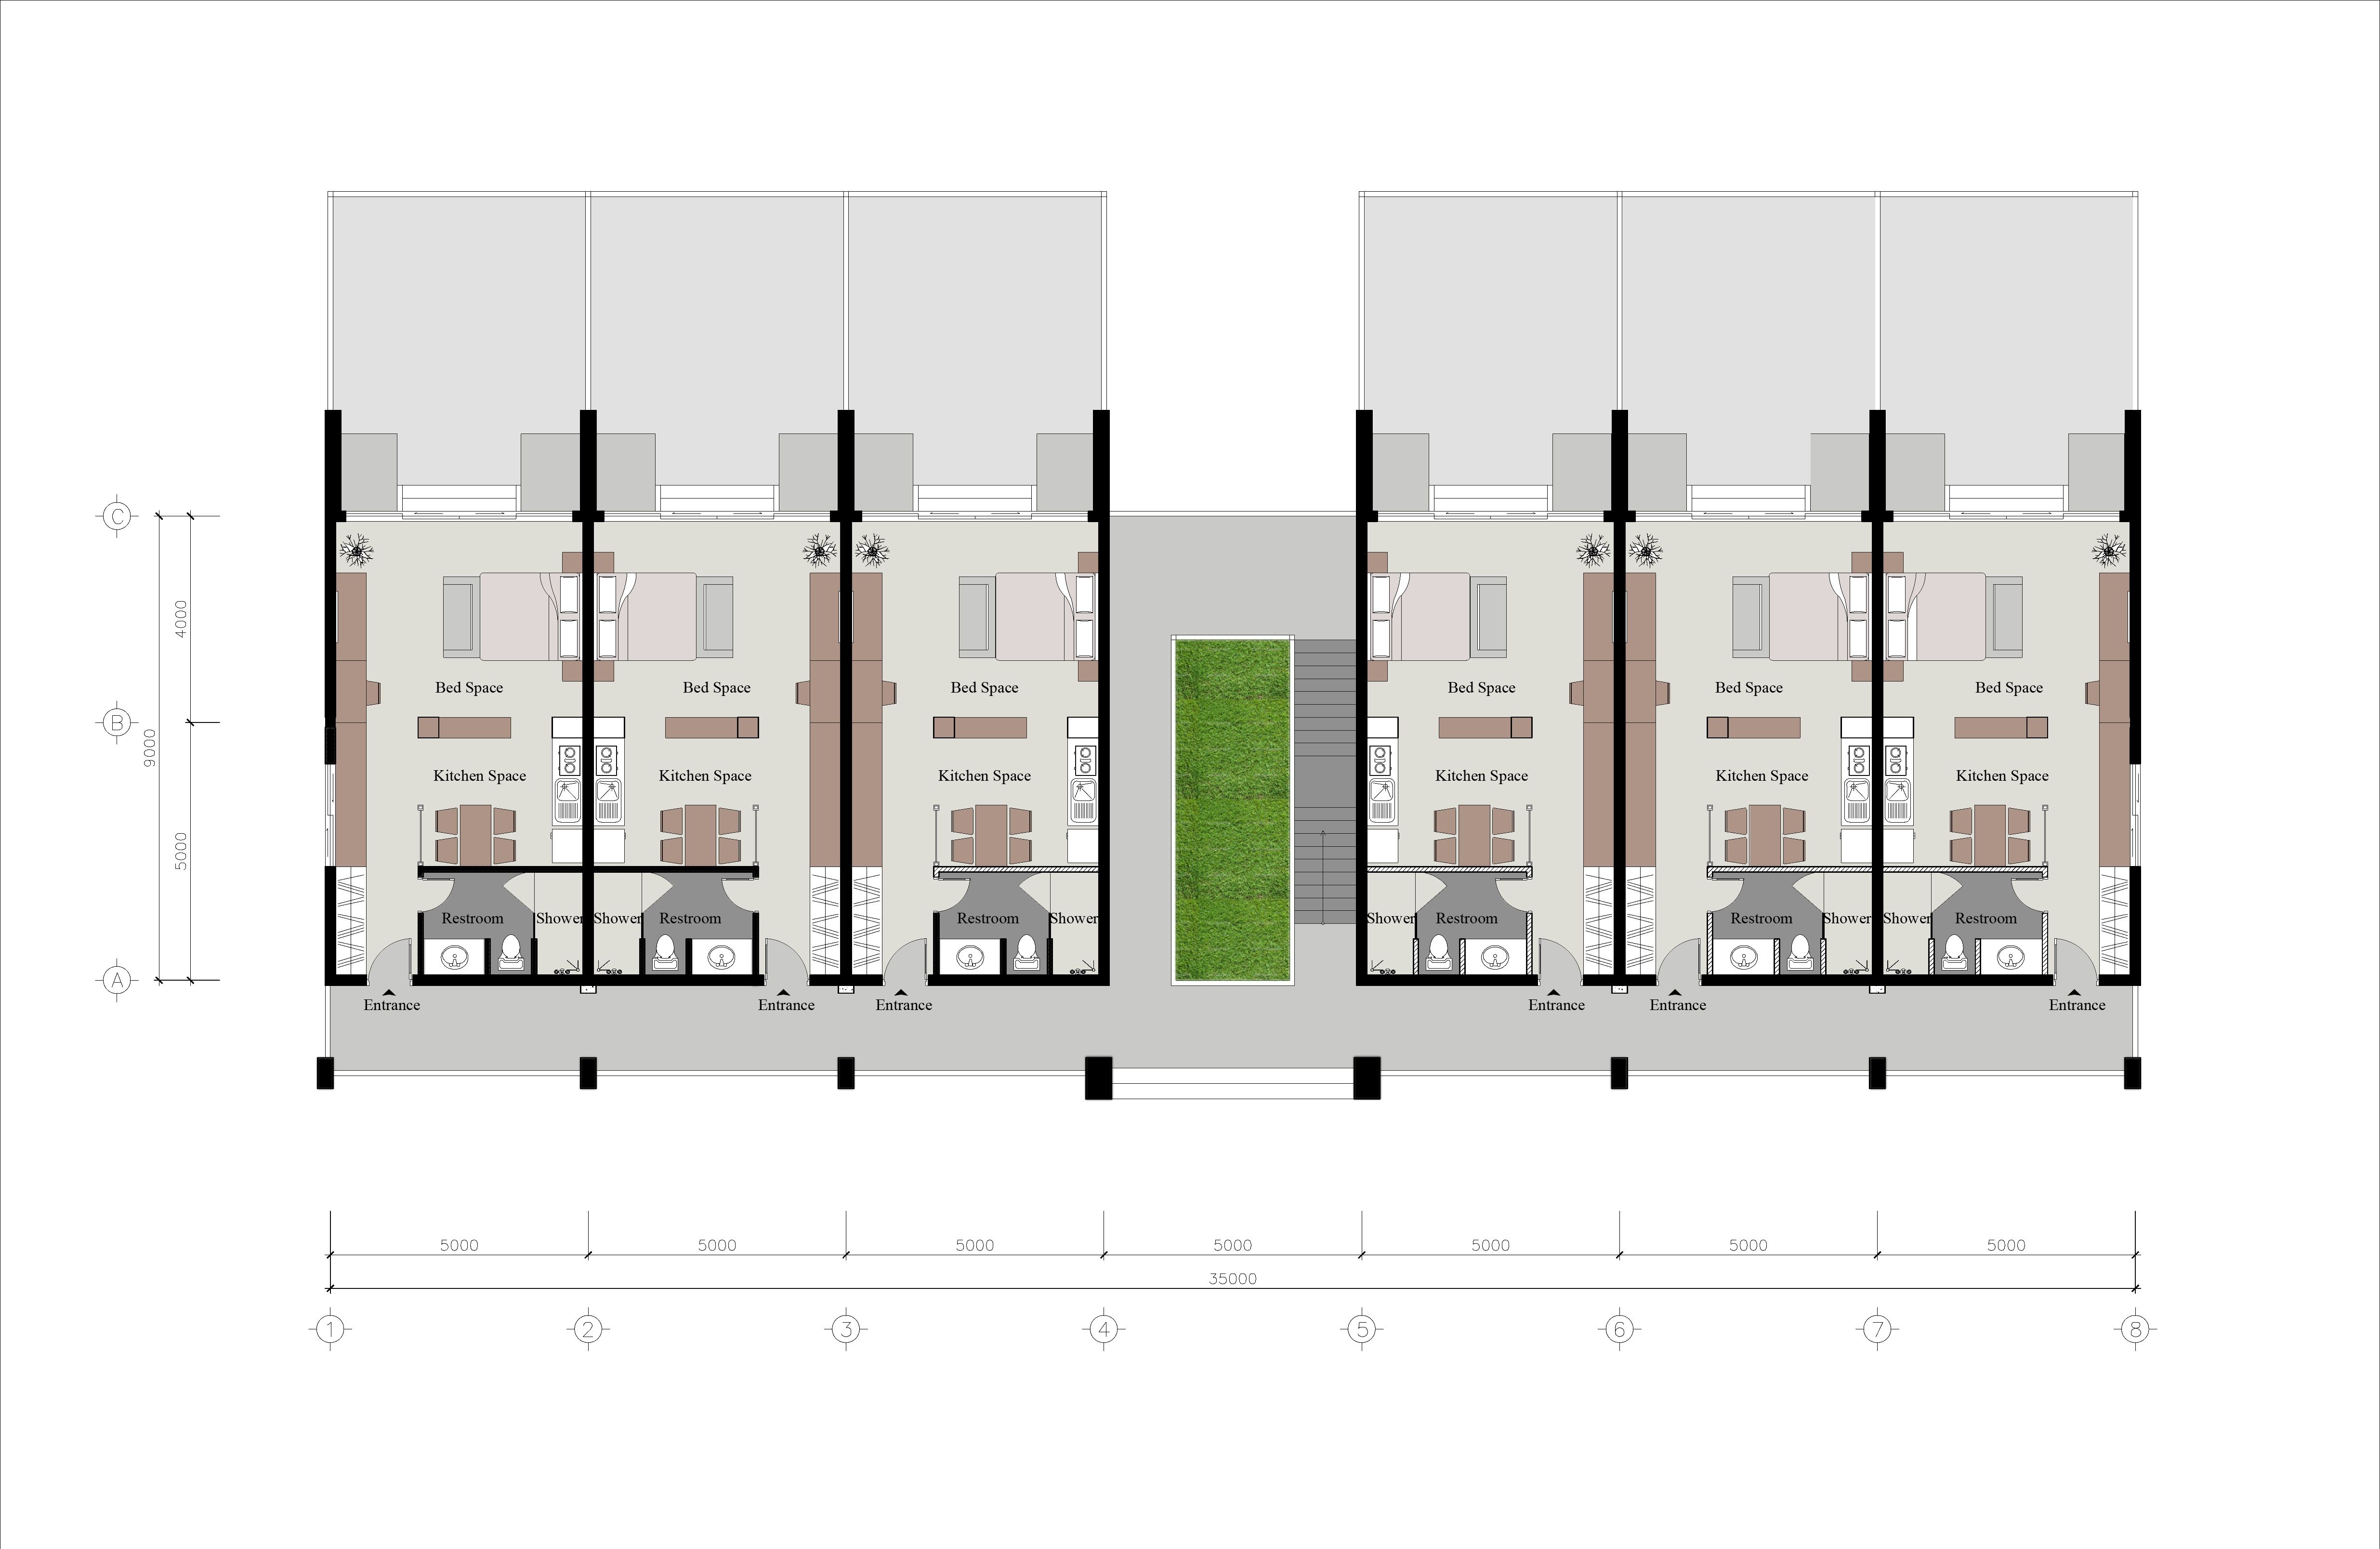 C
4000
Bed Space Bed Space Bed Space Bed Space Bed Space Bed Space
B
9000
Kitchen Space Kitchen Space Kitchen Space Kitchen Space Kitchen Space Kitchen Space
5000
Restroom Shower Shower Restroom Restroom Shower Shower Restroom Restroom Shower Shower Restroom
A
Entrance Entrance Entrance Entrance Entrance Entrance
5000 5000 5000 5000 5000 5000 5000
35000
1 2 3 4 5 6 7 8